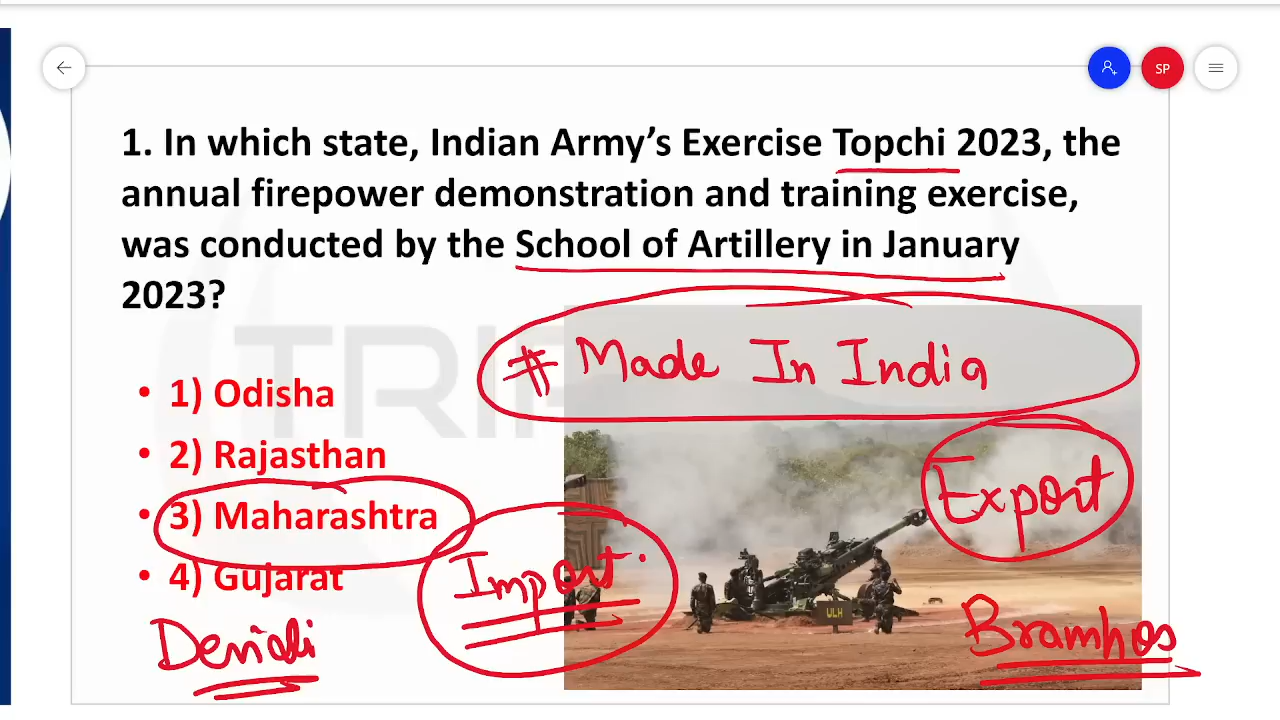 SP
1. In which state, Indian Army's Exercise Topchi 2023, the
annual firepower demonstration and training exercise,
was conducted by the School of Artillery in January
2023?
# Made In India
• 1) Odisha
• 2) Rajasthan
• 3) Maharashtra
• 4) Gujarat
Export
Import
ULH
Bramhos